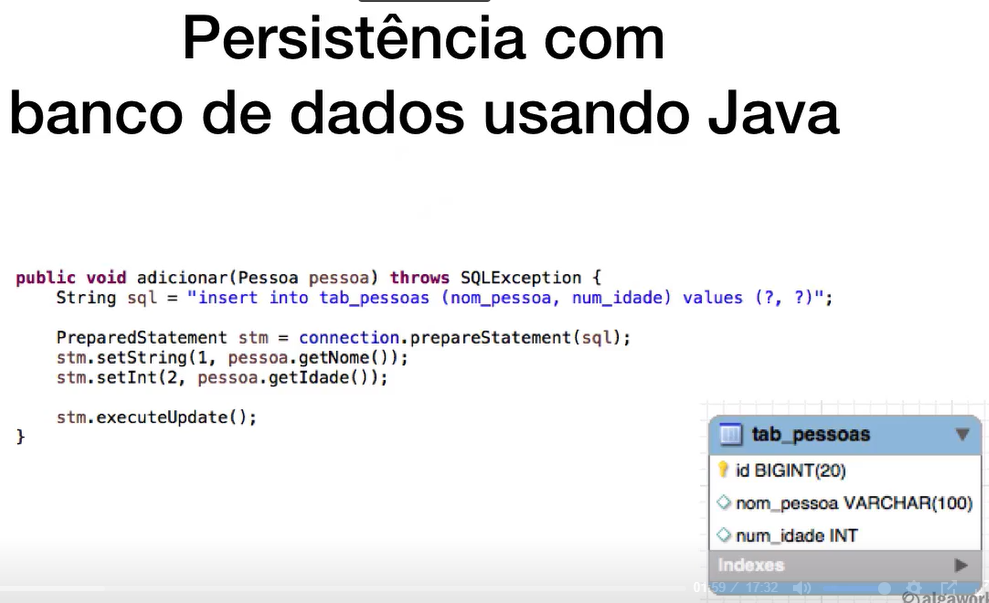 Persistência com
banco de dados usando Java
public void adicionar(Pessoa pessoa) throws SQLException {
String sql = "insert into tab_pessoas (nom_pessoa, num_idade) values (?, ?)";
PreparedStatement stm = connection.prepareStatement(sql);
stm.setString(1, pessoa.getNome());
stm.setInt(2, pessoa.getIdade());
stm.executeUpdate();
}
tab_pessoas
id BIGINT(20)
nom_pessoa VARCHAR(100)
num_idade INT
Indexes
01:59 / 17:32